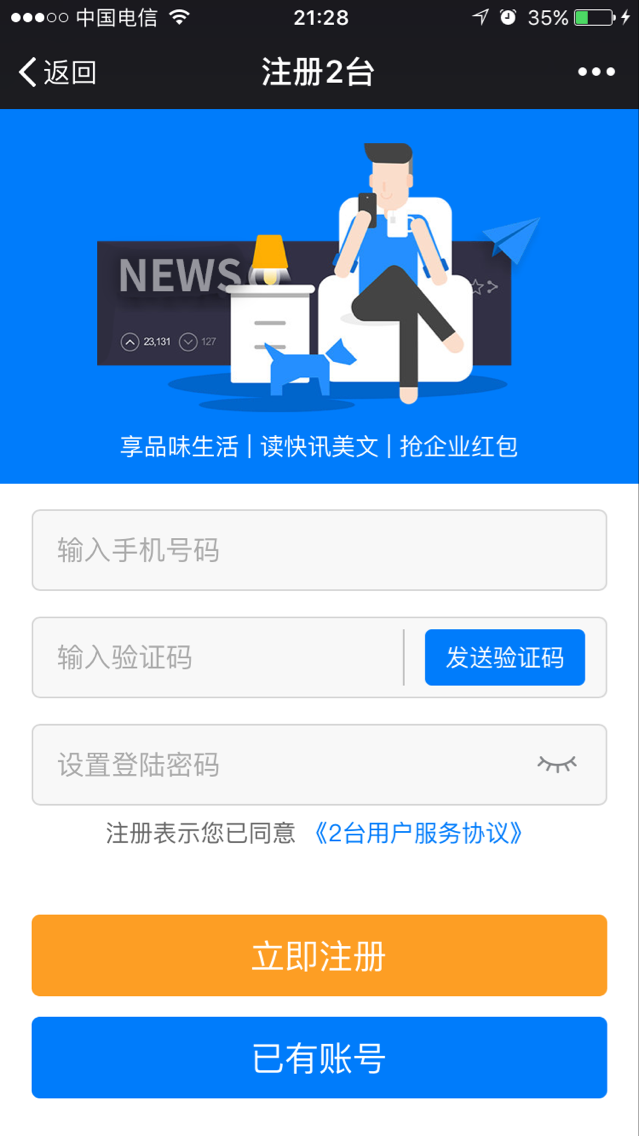 中国电信 21:28 35%
返回 注册2台
NEWS
23,131 127
享品味生活 | 读快讯美文 | 抢企业红包
输入手机号码
输入验证码 发送验证码
设置登陆密码
注册表示您已同意 《2台用户服务协议》
立即注册
已有账号